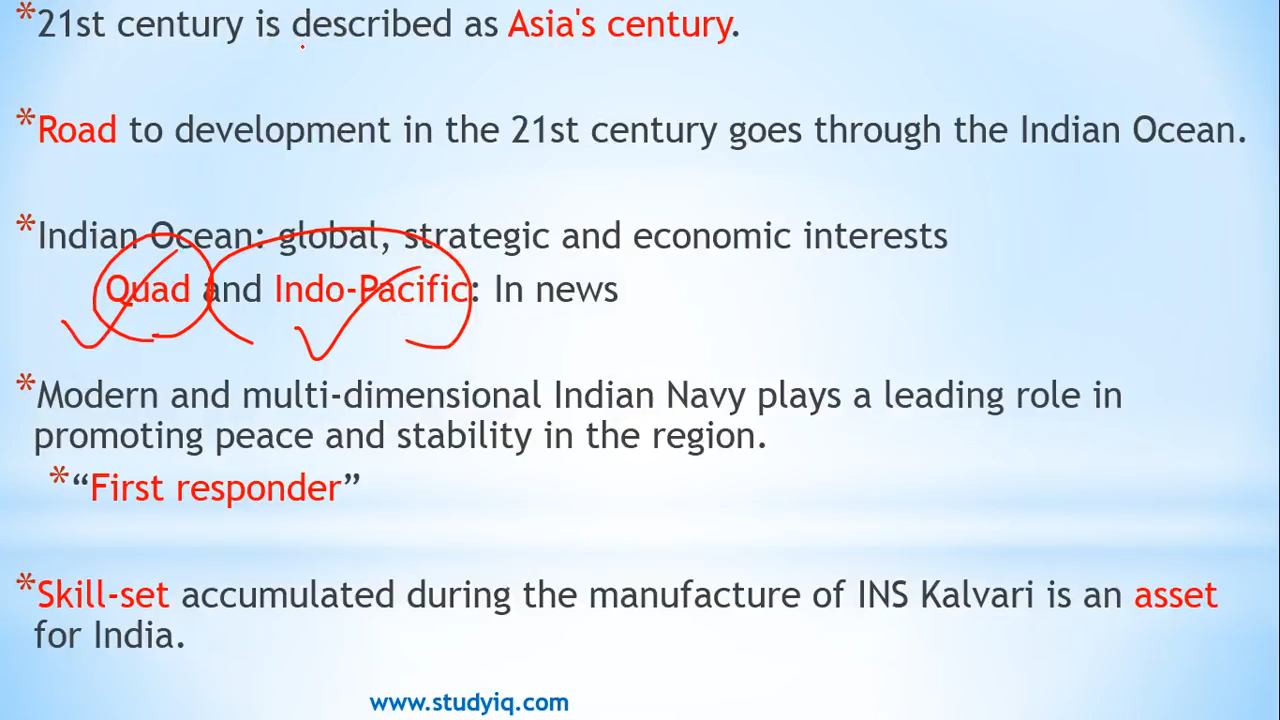 *21st century is described as Asia's century.
*Road to development in the 21st century goes through the Indian Ocean.
*Indian Ocean: global, strategic and economic interests
Quad and Indo-Pacific: In news
*Modern and multi-dimensional Indian Navy plays a leading role in
promoting peace and stability in the region.
*“First responder”
*Skill-set accumulated during the manufacture of INS Kalvari is an asset
for India.
www.studyiq.com